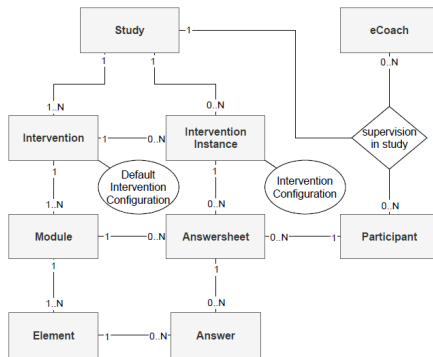 Study
1
eCoach
1
1
0..N
1..N
0..N
Intervention
1
0..N
Intervention
Instance
supervision
in study
1
Default
Intervention
Configuration
1
Intervention
Configuration
1..N
0..N
0..N
Module
1
0..N
Answersheet
0..N
1
Participant
1
1
1..N
0..N
Element
1
0..N
Answer